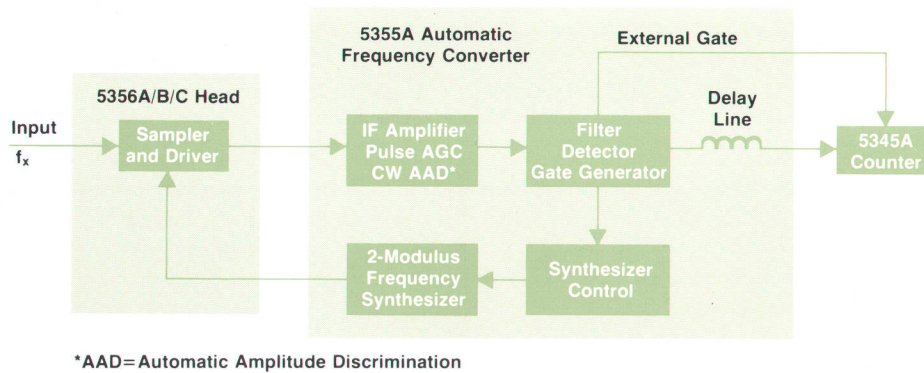 5355A Automatic
Frequency Converter
External Gate
5356A/B/C Head
Delay
Line
Input
fx
Sampler
and Driver
IF Amplifier
Pulse AGC
CW AAD*
Filter
Detector
Gate Generator
5345A
Counter
2-Modulus
Frequency
Synthesizer
Synthesizer
Control
*AAD=Automatic Amplitude Discrimination